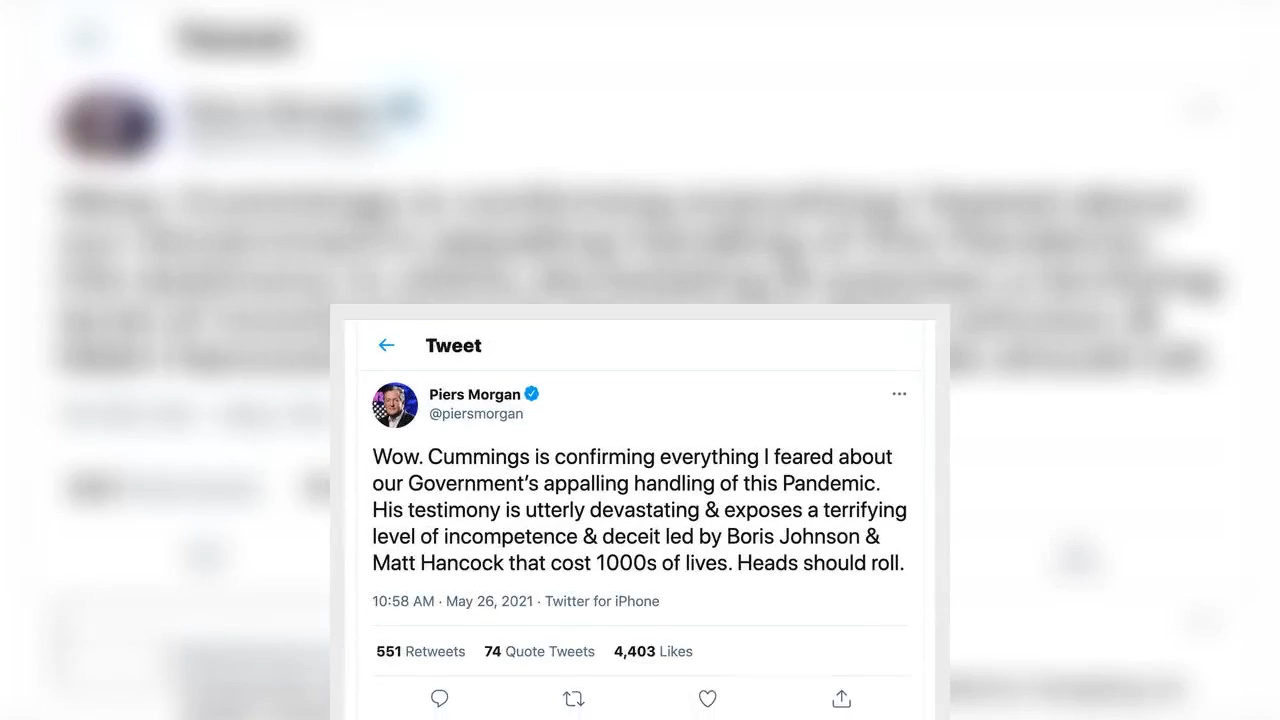 Tweet
Piers Morgan
@piersmorgan
Wow. Cummings is confirming everything I feared about
our Government’s appalling handling of this Pandemic.
His testimony is utterly devastating & exposes a terrifying
level of incompetence & deceit led by Boris Johnson &
Matt Hancock that cost 1000s of lives. Heads should roll.
10:58 AM · May 26, 2021 · Twitter for iPhone
551 Retweets 74 Quote Tweets 4,403 Likes